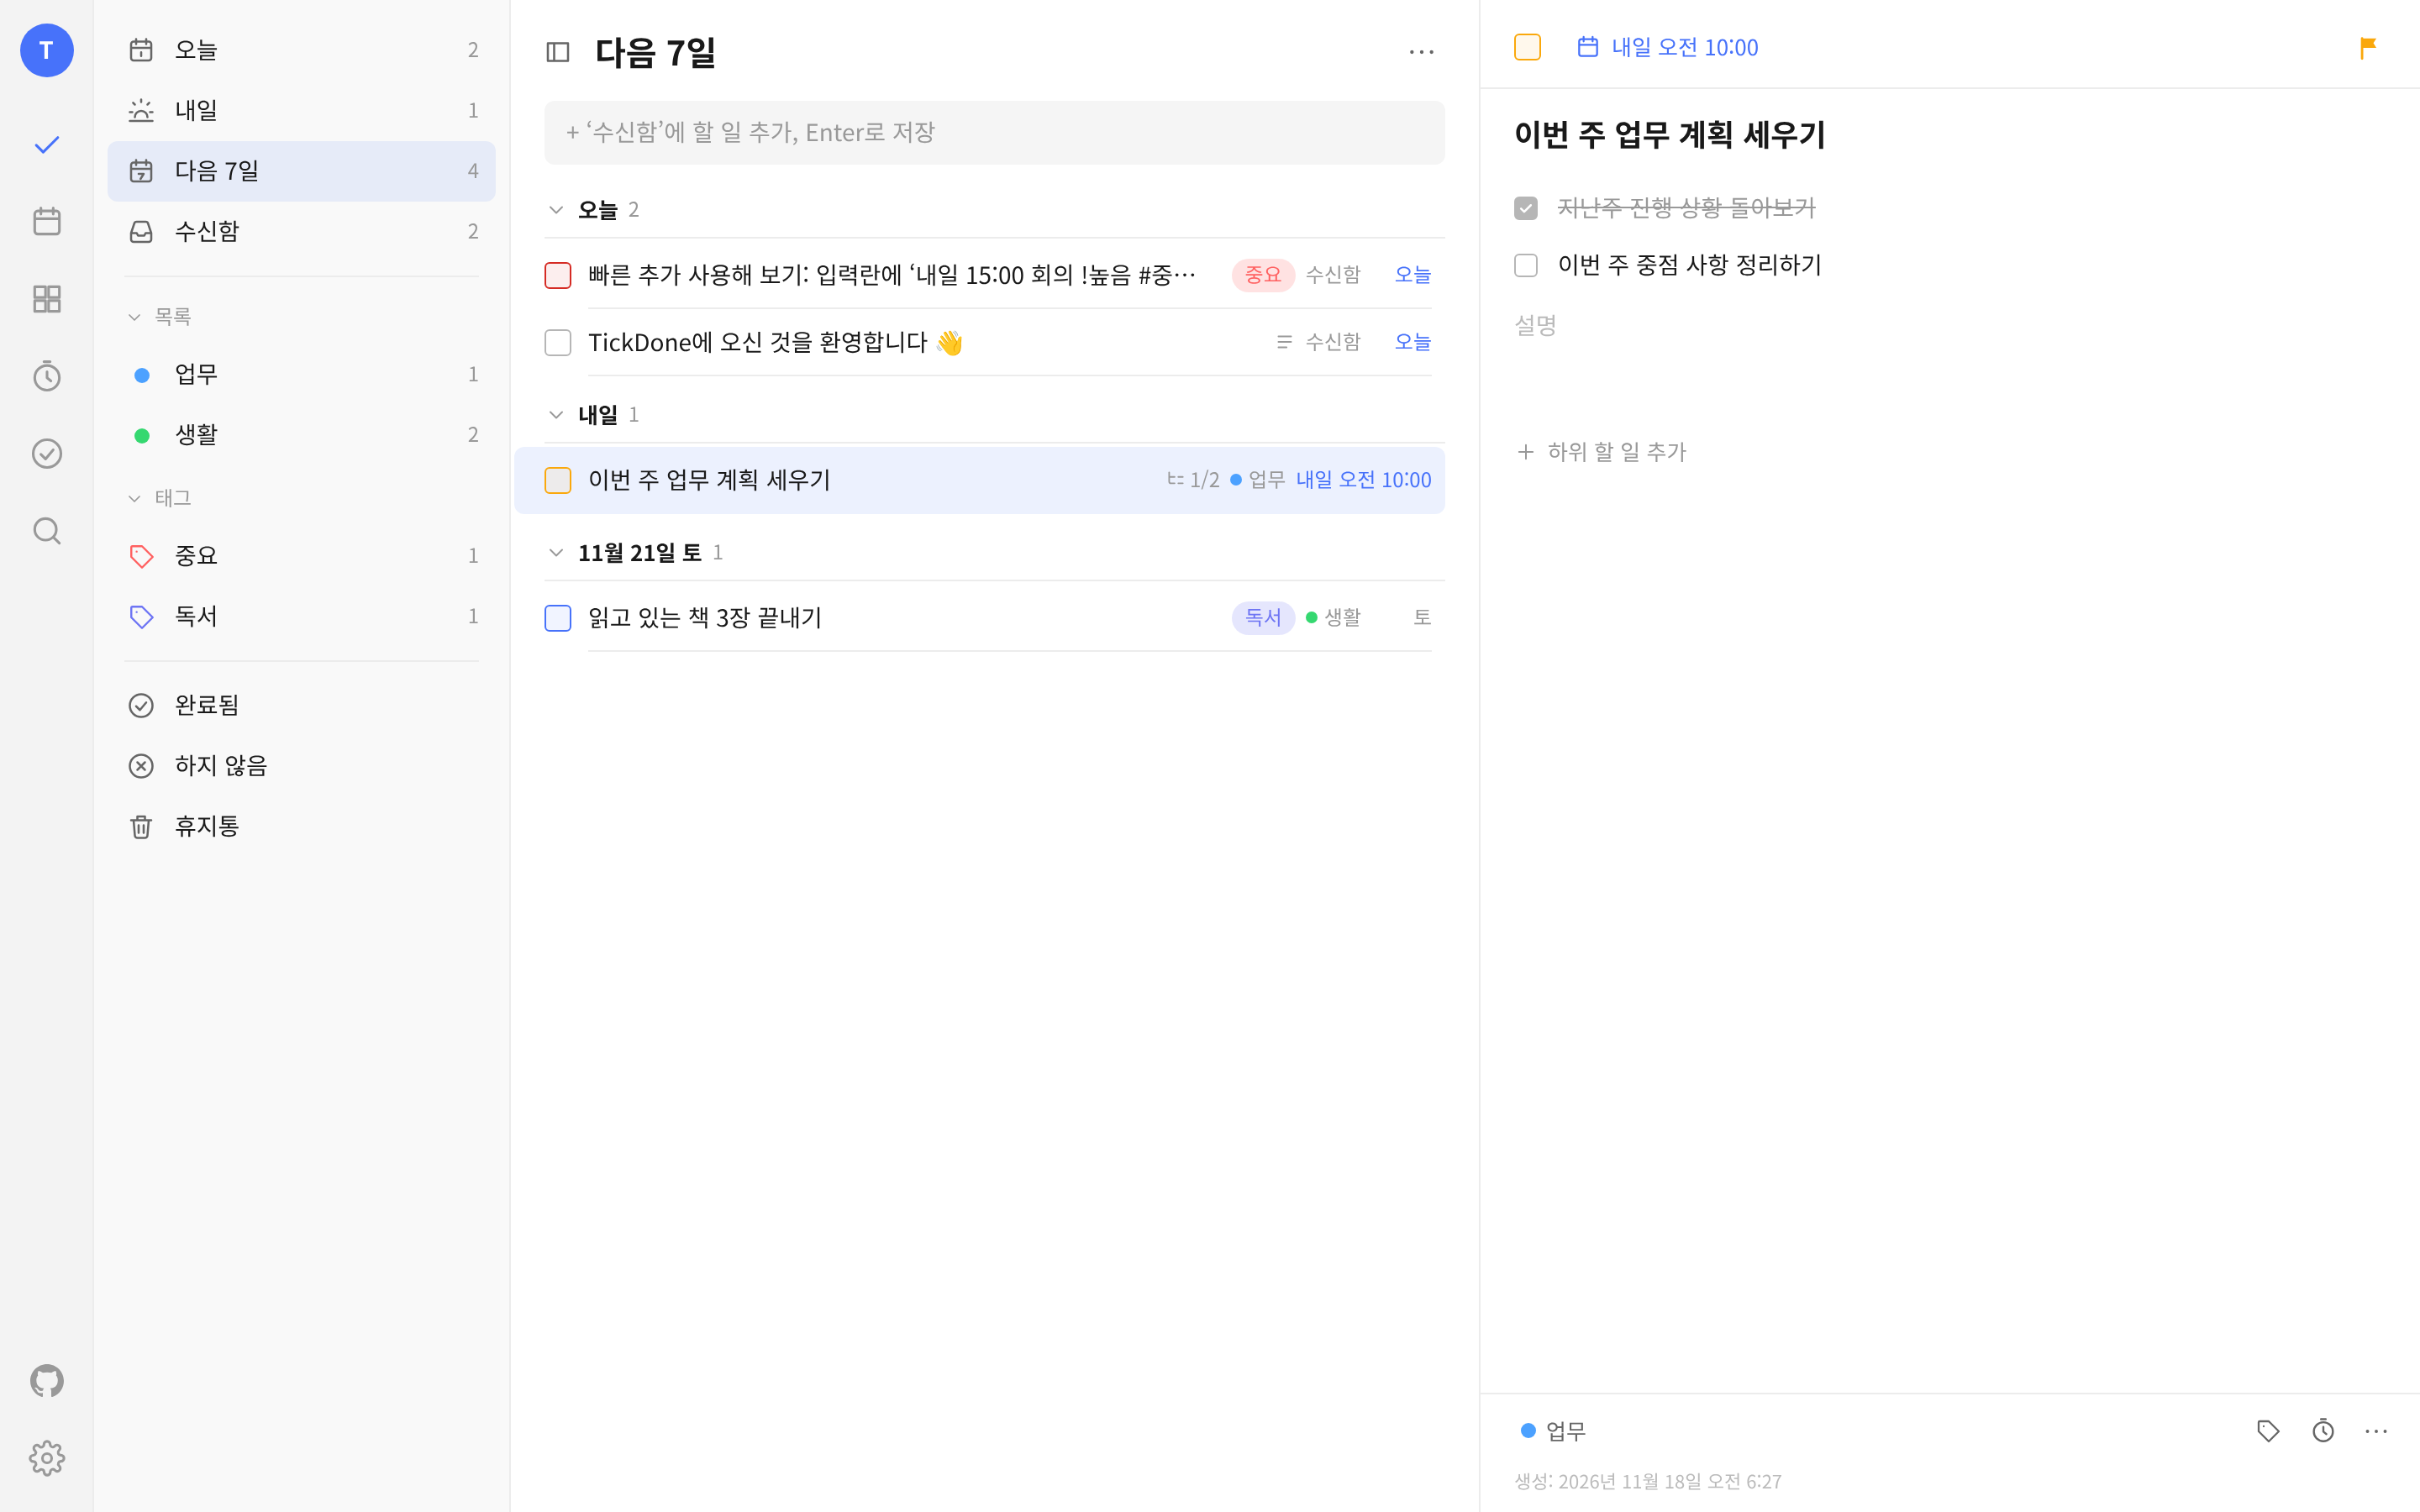 T
오늘 2
내일 1
다음 7일 4
수신함 2
목록
업무 1
생활 2
태그
중요 1
독서 1
완료됨
하지 않음
휴지통
다음 7일
+ ‘수신함’에 할 일 추가, Enter로 저장
오늘 2
빠른 추가 사용해 보기: 입력란에 ‘내일 15:00 회의 !높음 #중… 중요 수신함 오늘
TickDone에 오신 것을 환영합니다 👋 수신함 오늘
내일 1
이번 주 업무 계획 세우기 1/2 업무 내일 오전 10:00
11월 21일 토 1
읽고 있는 책 3장 끝내기 독서 생활 토
내일 오전 10:00
이번 주 업무 계획 세우기
지난주 진행 상황 돌아보기
이번 주 중점 사항 정리하기
설명
+ 하위 할 일 추가
업무
생성: 2026년 11월 18일 오전 6:27